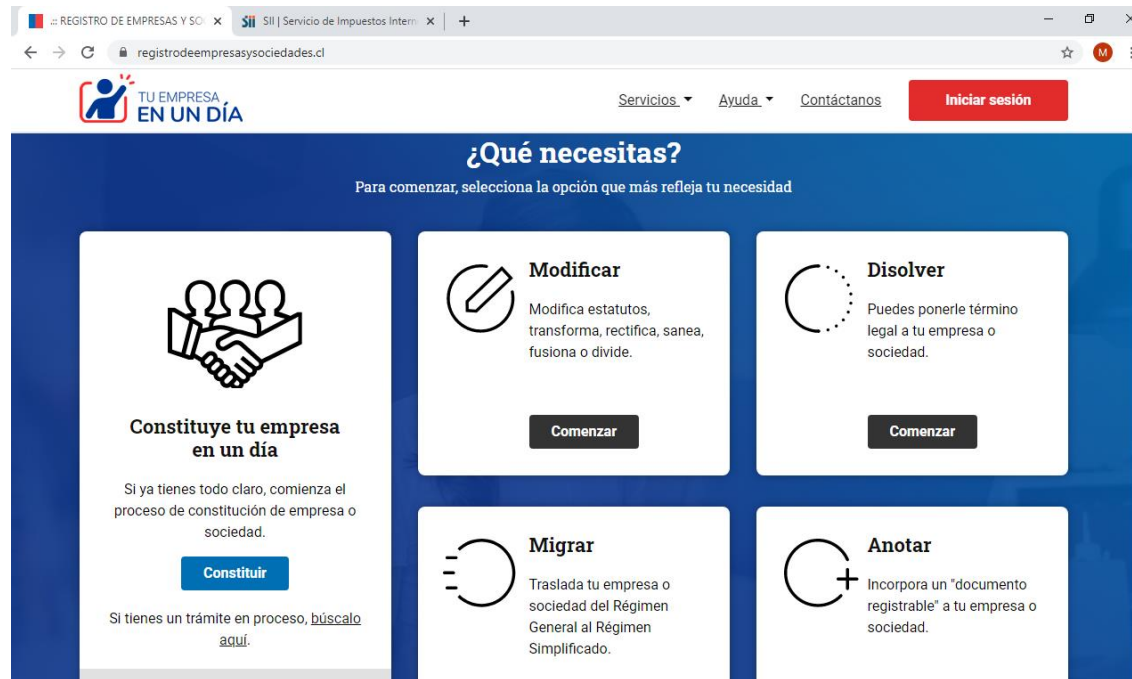 .:: REGISTRO DE EMPRESAS Y SO
SII | Servicio de Impuestos Intern
registrodeempresasysociedades.cl
M
TU EMPRESA
EN UN DÍA
Servicios
Ayuda
Contáctanos
Iniciar sesión
¿Qué necesitas?
Para comenzar, selecciona la opción que más refleja tu necesidad
Constituye tu empresa
en un día
Si ya tienes todo claro, comienza el
proceso de constitución de empresa o
sociedad.
Constituir
Si tienes un trámite en proceso, búscalo
aquí.
Modificar
Modifica estatutos,
transforma, rectifica, sanea,
fusiona o divide.
Comenzar
Disolver
Puedes ponerle término
legal a tu empresa o
sociedad.
Comenzar
Migrar
Traslada tu empresa o
sociedad del Régimen
General al Régimen
Simplificado.
Anotar
Incorpora un "documento
registrable" a tu empresa o
sociedad.